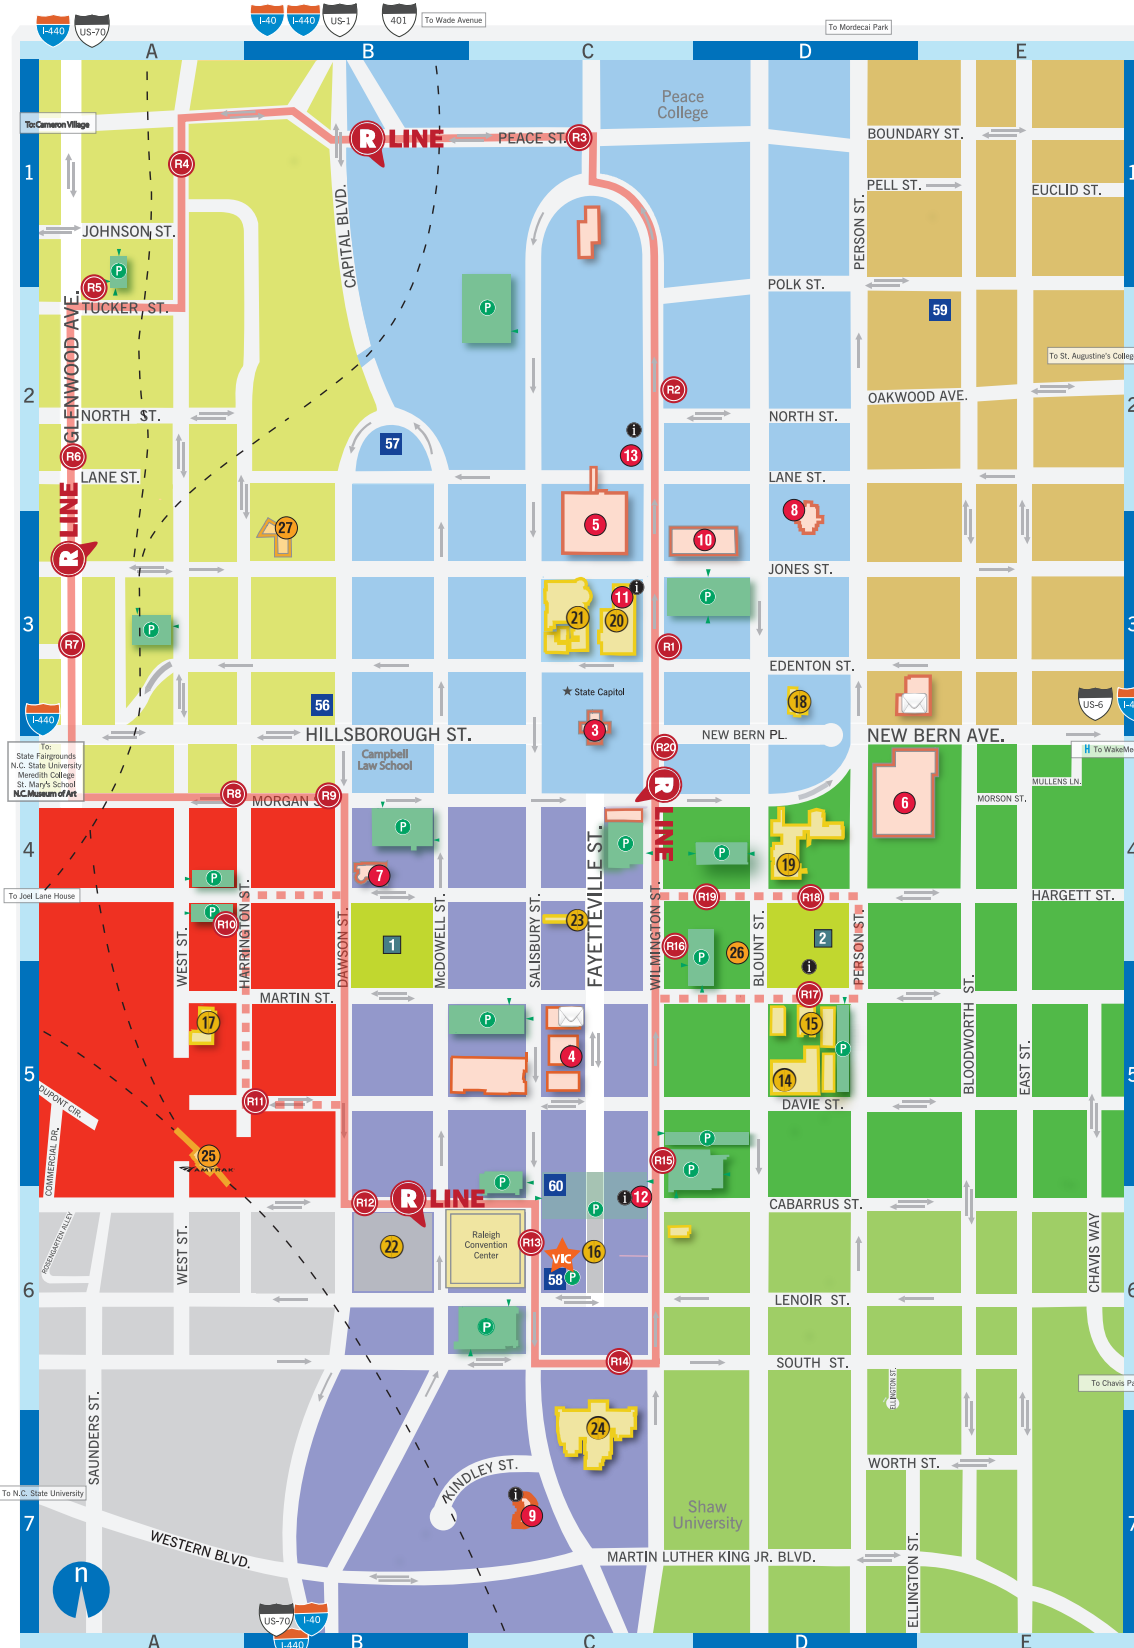 I-440
US-70
I-40
I-440
US-1
401
To Wade Avenue
To Mordecai Park
A
B
C
D
E
To: Cameron Village
Peace
College
R LINE
PEACE ST.
R3
BOUNDARY ST.
R4
1
1
PELL ST.
EUCLID ST.
CAPITAL BLVD.
PERSON ST.
JOHNSON ST.
P
R5
TUCKER ST.
POLK ST.
P
59
GLENWOOD AVE.
To St. Augustine's College
2
2
R2
OAKWOOD AVE.
NORTH ST.
NORTH ST.
i
57
13
R6
LANE ST.
LANE ST.
R LINE
8
5
27
10
JONES ST.
i
11
P
21
20
3
3
P
R7
R1
EDENTON ST.
State Capitol
18
56
US-6
I-440
3
HILLSBOROUGH ST.
NEW BERN PL.
NEW BERN AVE.
R20
To:
State Fairgrounds
N.C. State University
Meredith College
St. Mary's School
N.C. Museum of Art
Campbell
Law School
H To WakeMe
MULLENS LN.
R8
R9
MORGAN S
R LINE
MORSON ST.
6
P
P
P
4
4
19
7
P
To Joel Lane House
R19
R18
HARGETT ST.
P
R10
23
1
2
R16
26
P
i
WEST ST.
HARRINGTON ST.
DAWSON ST.
McDOWELL ST.
SALISBURY ST.
FAYETTEVILLE ST.
WILMINGTON ST.
BLOUNT ST.
PERSON ST.
BLOODWORTH ST.
EAST ST.
MARTIN ST.
R17
17
P
15
P
4
5
5
14
DUPONT CIR.
R11
DAVIE ST.
COMMERCIAL DR.
25
AMTRAK
P
R15
P
P
60
i
12
R12
R LINE
P
CABARRUS ST.
ROSENGARTEN ALLEY
WEST ST.
22
Raleigh
Convention
Center
R13
VIC
16
58
P
CHAVIS WAY
6
6
LENOIR ST.
P
R14
SOUTH ST.
ELLINGTON ST.
To Chavis Pa
SAUNDERS ST.
24
WORTH ST.
KINDLEY ST.
To N.C. State University
i
9
Shaw
University
7
7
WESTERN BLVD.
MARTIN LUTHER KING JR. BLVD.
ELLINGTON ST.
n
US-70
I-40
I-440
A
B
C
D
E